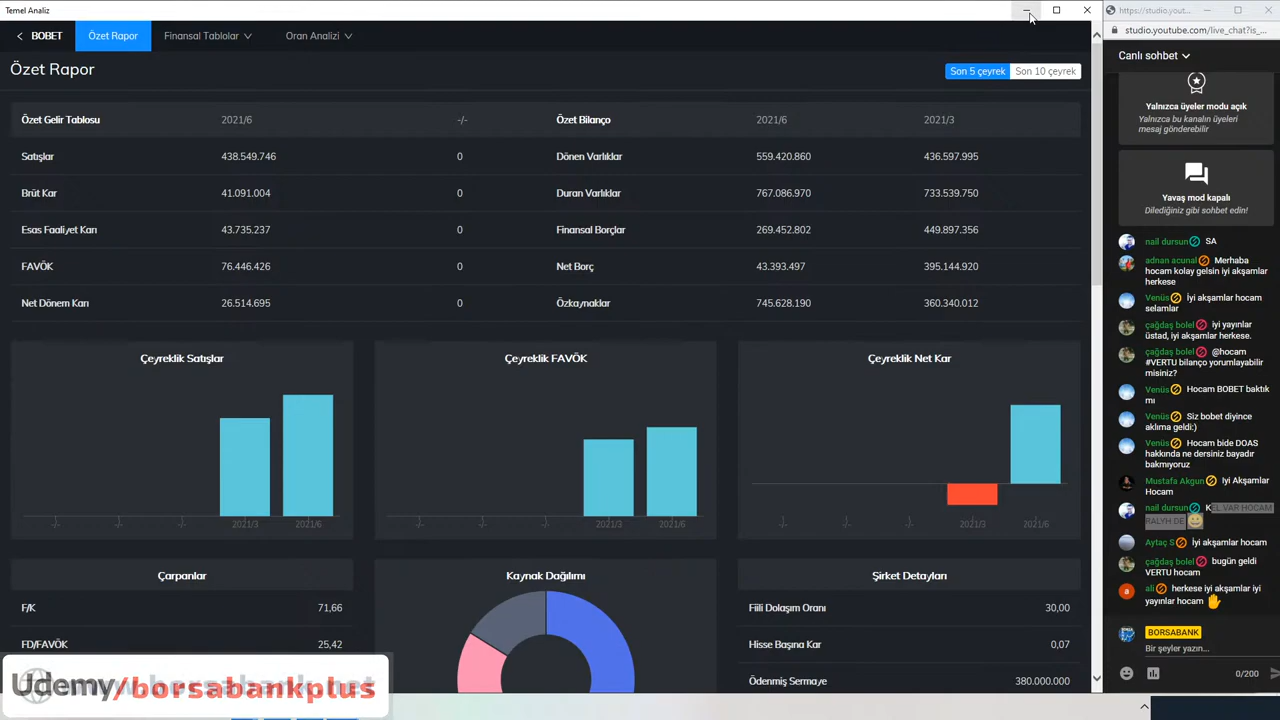 Temel Analiz
https://studio.yout...
BOBET Özet Rapor Finansal Tablolar Oran Analizi
studio.youtube.com/live_chat?is_...
Canlı sohbet
Özet Rapor
Son 5 çeyrek Son 10 çeyrek
Özet Gelir Tablosu 2021/6 -/-
Satışlar 438.549.746 0
Brüt Kar 41.091.004 0
Esas Faaliyet Karı 43.735.237 0
FAVÖK 76.446.426 0
Net Dönem Karı 26.514.695 0
Özet Bilanço 2021/6 2021/3
Dönen Varlıklar 559.420.860 436.597.995
Duran Varlıklar 767.086.970 733.539.750
Finansal Borçlar 269.452.802 449.897.356
Net Borç 43.393.497 395.144.920
Özkaynaklar 745.628.190 360.340.012
Çeyreklik Satışlar
-/- -/- -/- 2021/3 2021/6
Çeyreklik FAVÖK
-/- -/- -/- 2021/3 2021/6
Çeyreklik Net Kar
-/- -/- -/- 2021/3 2021/6
Çarpanlar
F/K 71,66
FD/FAVÖK 25,42
Kaynak Dağılımı
Şirket Detayları
Fiili Dolaşım Oranı 30,00
Hisse Başına Kar 0,07
Ödenmiş Sermaye 380.000.000
Udemy/borsabankplus
Yalnızca üyeler modu açık
Yalnızca bu kanalın üyeleri
mesaj gönderebilir
Yavaş mod kapalı
Dilediğiniz gibi sohbet edin!
nail dursun SA
adnan acunal Merhaba
hocam kolay gelsin iyi akşamlar
herkese
Venüs İyi akşamlar hocam
selamlar
çağdaş bolel iyi yayınlar
üstad, iyi akşamlar herkese.
çağdaş bolel @hocam
#VERTU bilanço yorumlayabilir
misiniz?
Venüs Hocam BOBET baktık
mı
Venüs Siz bobet diyince
aklıma geldi:)
Venüs Hocam bide DOAS
hakkında ne dersiniz bayadır
bakmıyoruz
Mustafa Akgun Iyi Akşamlar
Hocam
nail dursun KEL VAR HOCAM
RALYH DE
Aytaç S İyi akşamlar hocam
çağdaş bolel bugün geldi
VERTU hocam
ali herkese iyi akşamlar iyi
yayınlar hocam
BORSABANK
Bir şeyler yazın...
0/200